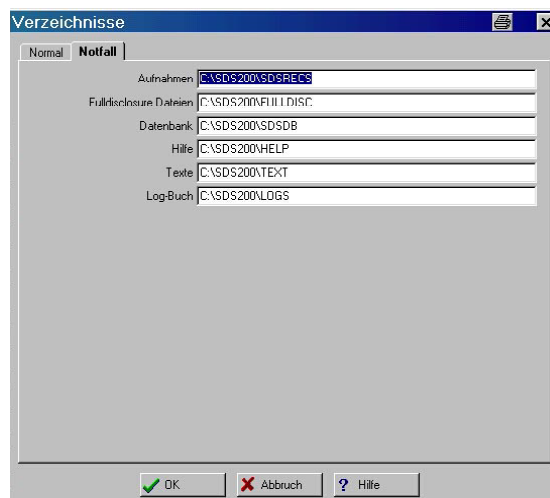 Verzeichnisse
Normal Notfall
Aufnahmen C:\SDS200\SDSRECS
Fulldisclosure Dateien C:\SDS200\FULLDISC
Datenbank C:\SDS200\SDSDB
Hilfe C:\SDS200\HELP
Texte C:\SDS200\TEXT
Log-Buch C:\SDS200\LOGS
OK Abbruch ? Hilfe